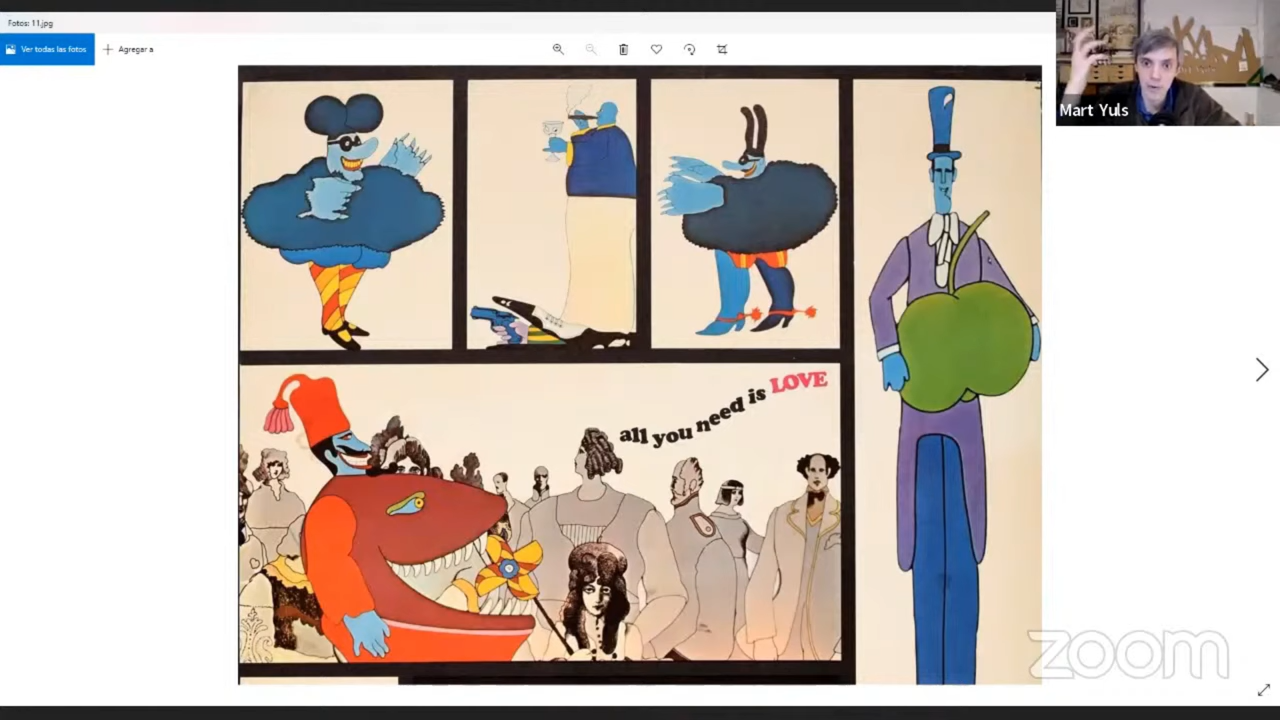 Fotos: 11.jpg
Ver todas las fotos
Agregar a
Mart Yuls
all you need is LOVE
zoom